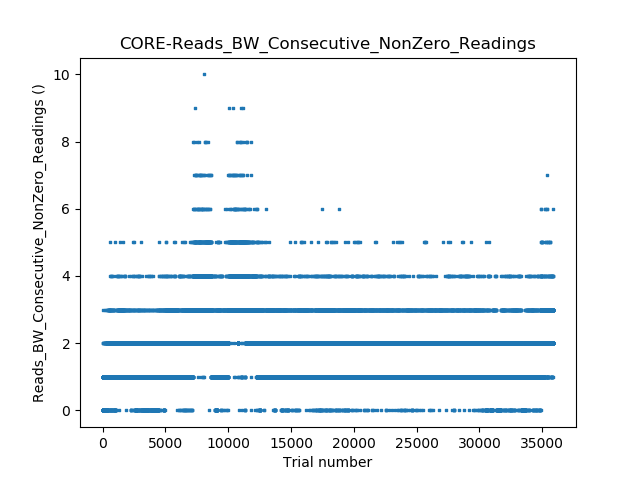 CORE-Reads_BW_Consecutive_NonZero_Readings
Reads_BW_Consecutive_NonZero_Readings ()
10
8
6
4
2
0
0 5000 10000 15000 20000 25000 30000 35000
Trial number